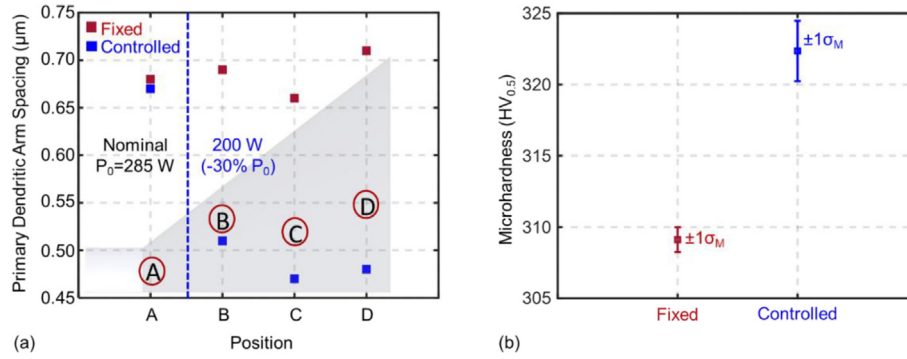 Fixed
Controlled
Primary Dendritic Arm Spacing (μm)
0.75
0.70
0.65
0.60
0.55
0.50
0.45
Nominal
P₀=285 W
200 W
(-30% P₀)
A
B
C
D
A B C D
Position
(a)
Microhardness (HV₀.₅)
325
320
315
310
305
±1σM
±1σM
Fixed Controlled
(b)